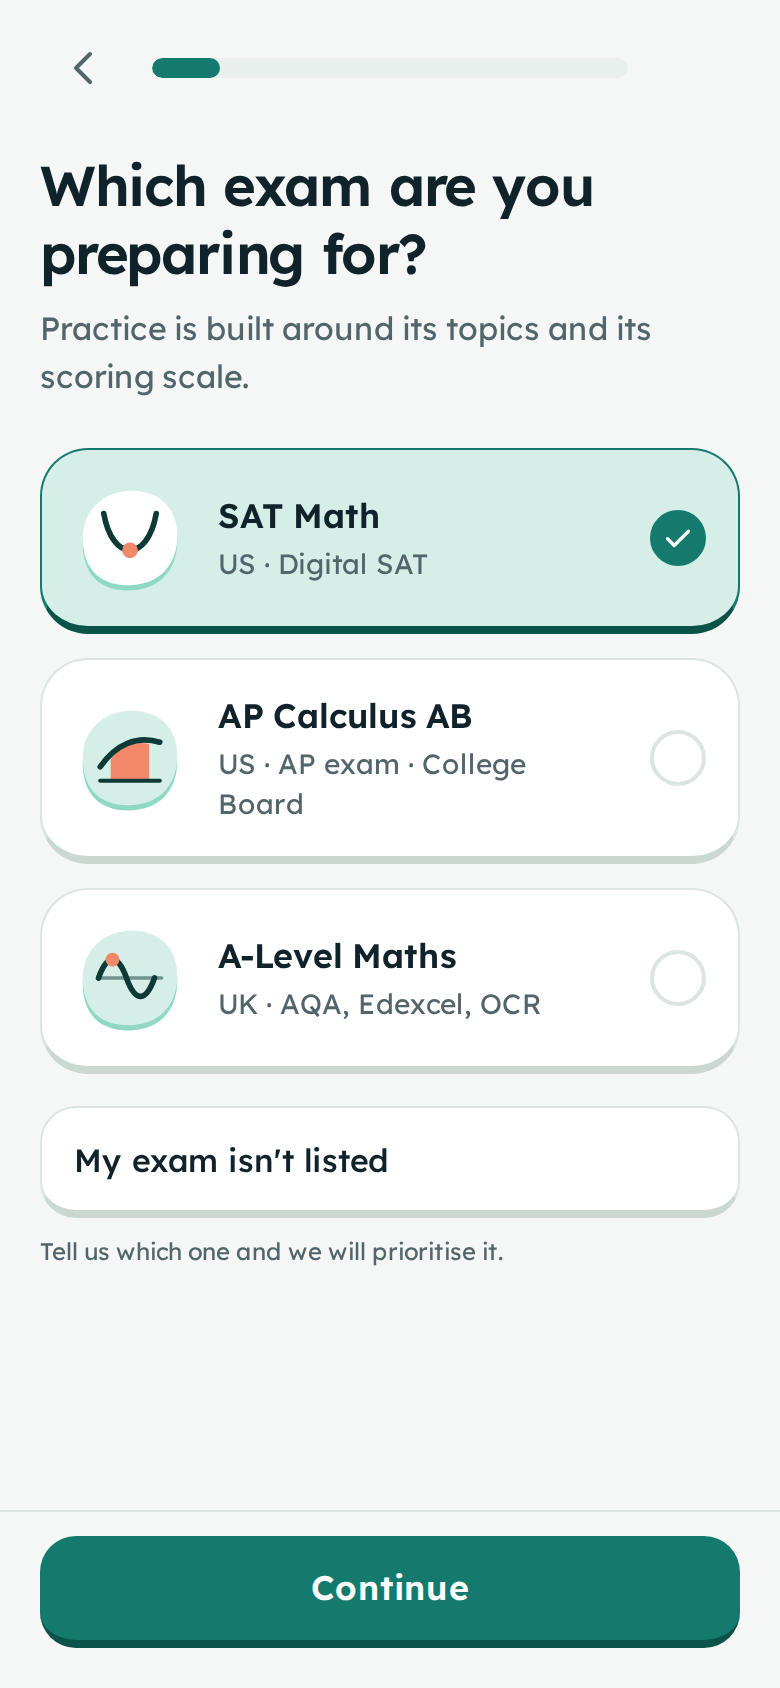 Which exam are you
preparing for?
Practice is built around its topics and its
scoring scale.
SAT Math
US · Digital SAT
AP Calculus AB
US · AP exam · College
Board
A-Level Maths
UK · AQA, Edexcel, OCR
My exam isn't listed
Tell us which one and we will prioritise it.
Continue